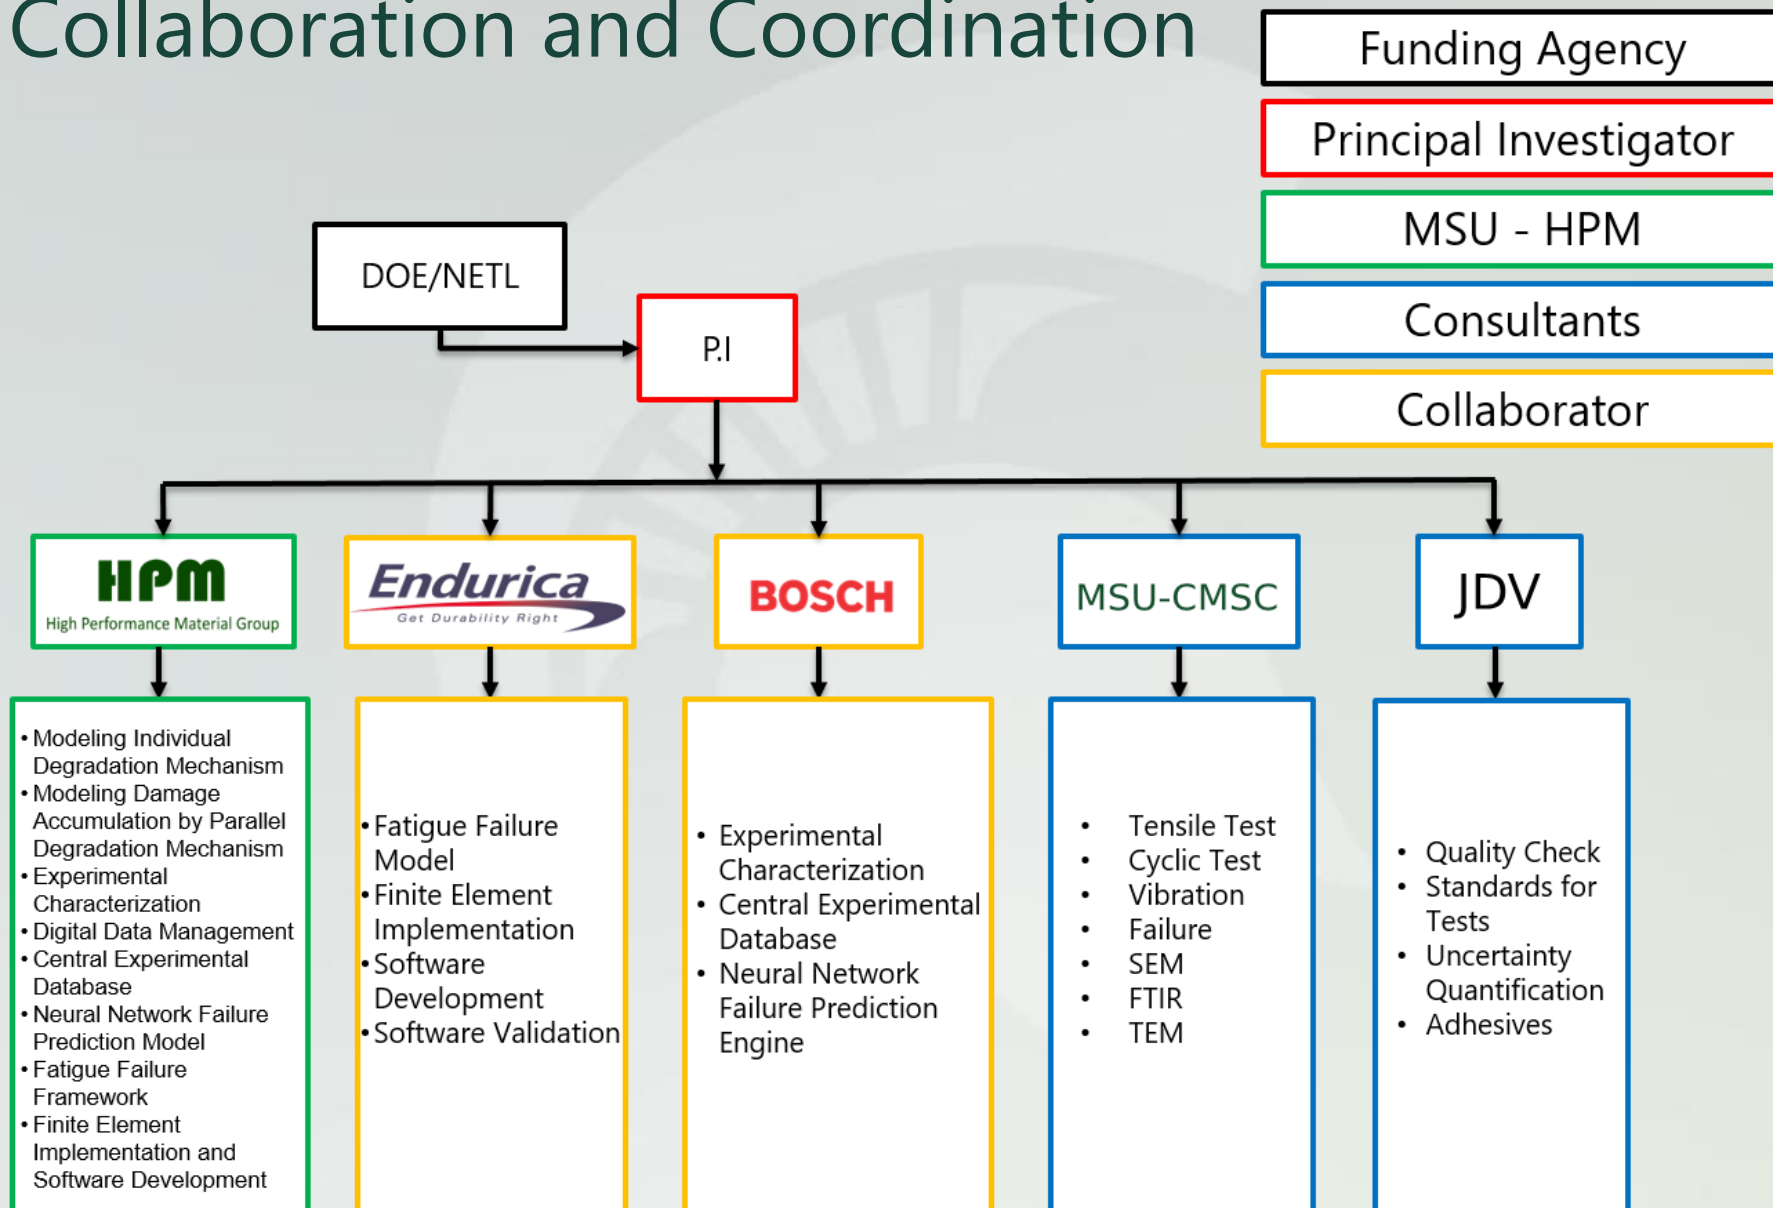 Collaboration and Coordination
Funding Agency
Principal Investigator
MSU - HPM
Consultants
Collaborator
DOE/NETL
P.I
HPM
High Performance Material Group
Endurica
Get Durability Right
BOSCH
MSU-CMSC
JDV
• Modeling Individual
Degradation Mechanism
• Modeling Damage
Accumulation by Parallel
Degradation Mechanism
• Experimental
Characterization
• Digital Data Management
• Central Experimental
Database
• Neural Network Failure
Prediction Model
• Fatigue Failure
Framework
• Finite Element
Implementation and
Software Development
• Fatigue Failure
Model
• Finite Element
Implementation
• Software
Development
• Software Validation
• Experimental
Characterization
• Central Experimental
Database
• Neural Network
Failure Prediction
Engine
• Tensile Test
• Cyclic Test
• Vibration
• Failure
• SEM
• FTIR
• TEM
• Quality Check
• Standards for
Tests
• Uncertainty
Quantification
• Adhesives